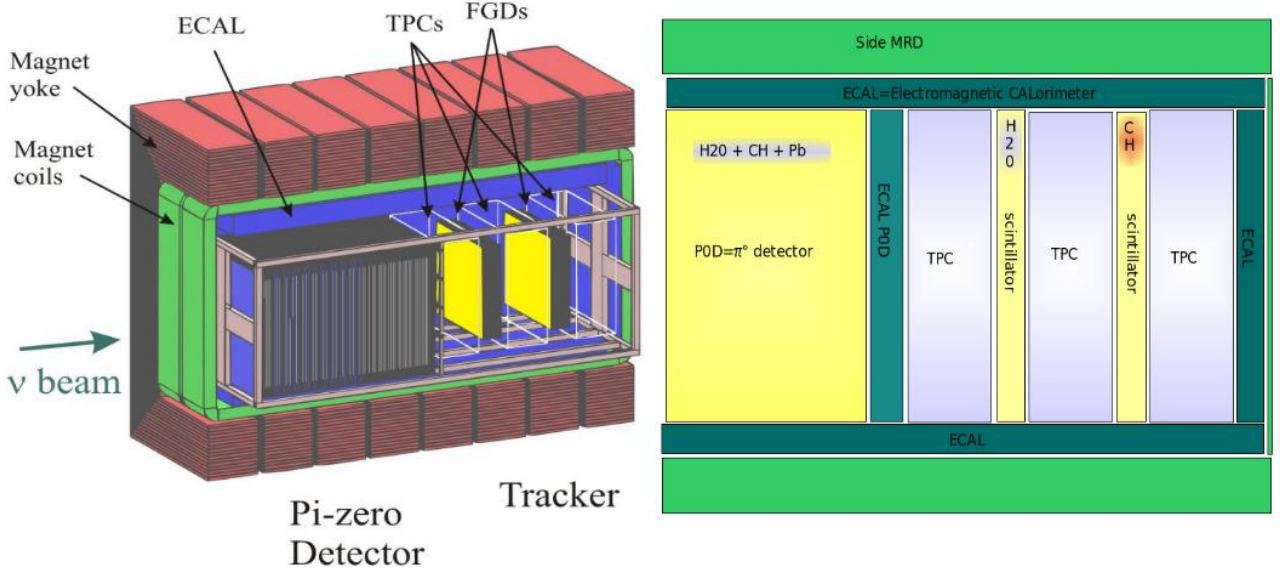 ECAL
TPCs
FGDs
Magnet
yoke
Magnet
coils
ν beam
Pi-zero
Detector
Tracker
Side MRD
ECAL=Electromagnetic CALorimeter
H20 + CH + Pb
P0D=π° detector
ECAL P0D
TPC
H
2
0
scintillator
TPC
C
H
scintillator
TPC
ECAL
ECAL